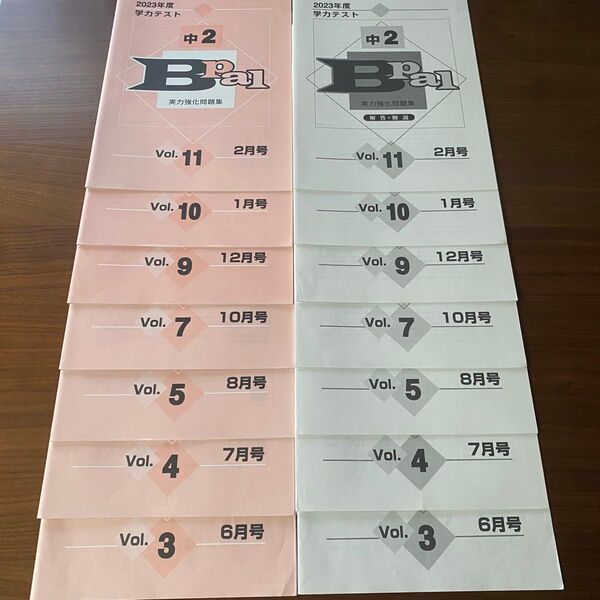 2023年度
学力テスト
中2
Bpal
実力強化問題集
Vol. 11 2月号
Vol. 10 1月号
Vol. 9 12月号
Vol. 7 10月号
Vol. 5 8月号
Vol. 4 7月号
Vol. 3 6月号
2023年度
学力テスト
中2
Bpal
実力強化問題集
解答・解説
Vol. 11 2月号
Vol. 10 1月号
Vol. 9 12月号
Vol. 7 10月号
Vol. 5 8月号
Vol. 4 7月号
Vol. 3 6月号